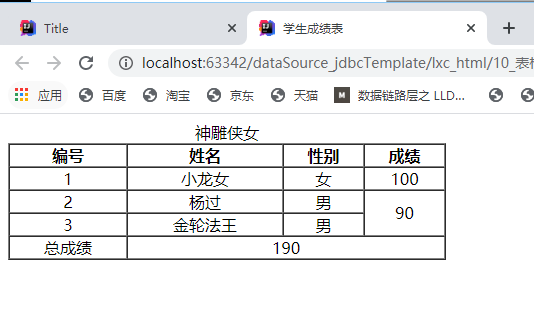 Title
学生成绩表
localhost:63342/dataSource_jdbcTemplate/lxc_html/10_表
应用 百度 淘宝 京东 天猫 M 数据链路层之 LLD...
神雕侠女
编号 姓名 性别 成绩
1 小龙女 女 100
2 杨过 男 90
3 金轮法王 男
总成绩 190